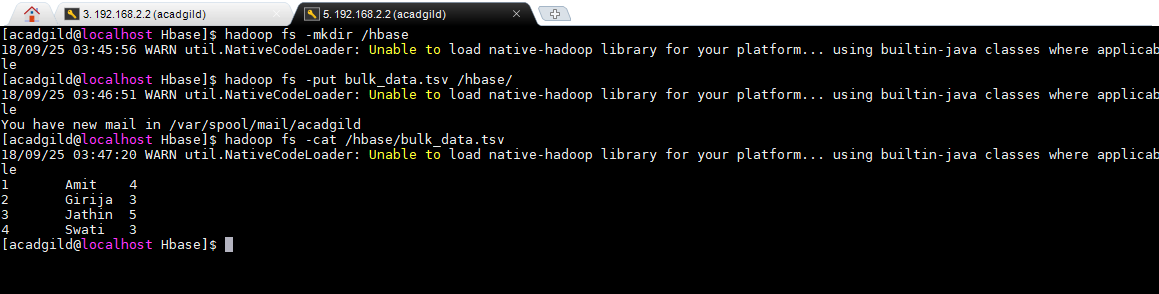 3. 192.168.2.2 (acadgild) 5. 192.168.2.2 (acadgild)
[acadgild@localhost Hbase]$ hadoop fs -mkdir /hbase
18/09/25 03:45:56 WARN util.NativeCodeLoader: Unable to load native-hadoop library for your platform... using builtin-java classes where applicab
le
[acadgild@localhost Hbase]$ hadoop fs -put bulk_data.tsv /hbase/
18/09/25 03:46:51 WARN util.NativeCodeLoader: Unable to load native-hadoop library for your platform... using builtin-java classes where applicab
le
You have new mail in /var/spool/mail/acadgild
[acadgild@localhost Hbase]$ hadoop fs -cat /hbase/bulk_data.tsv
18/09/25 03:47:20 WARN util.NativeCodeLoader: Unable to load native-hadoop library for your platform... using builtin-java classes where applicab
le
1       Amit    4
2       Girija  3
3       Jathin  5
4       Swati   3
[acadgild@localhost Hbase]$